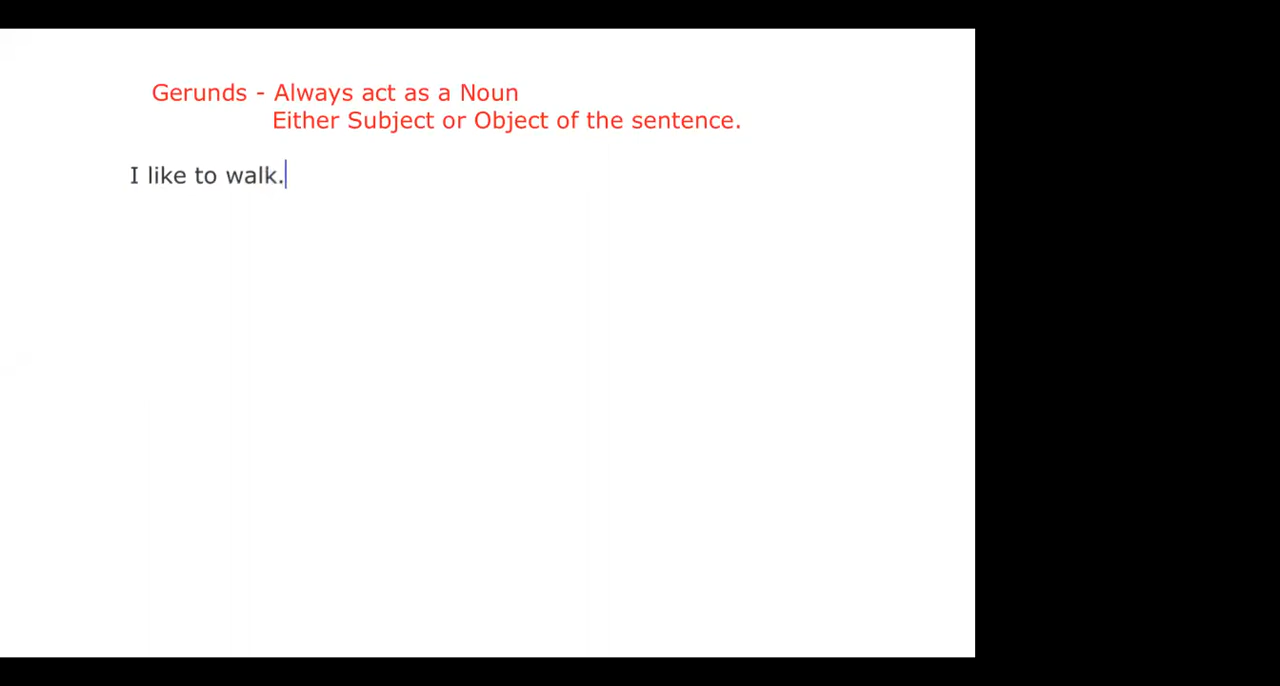 Gerunds - Always act as a Noun
Either Subject or Object of the sentence.
I like to walk.